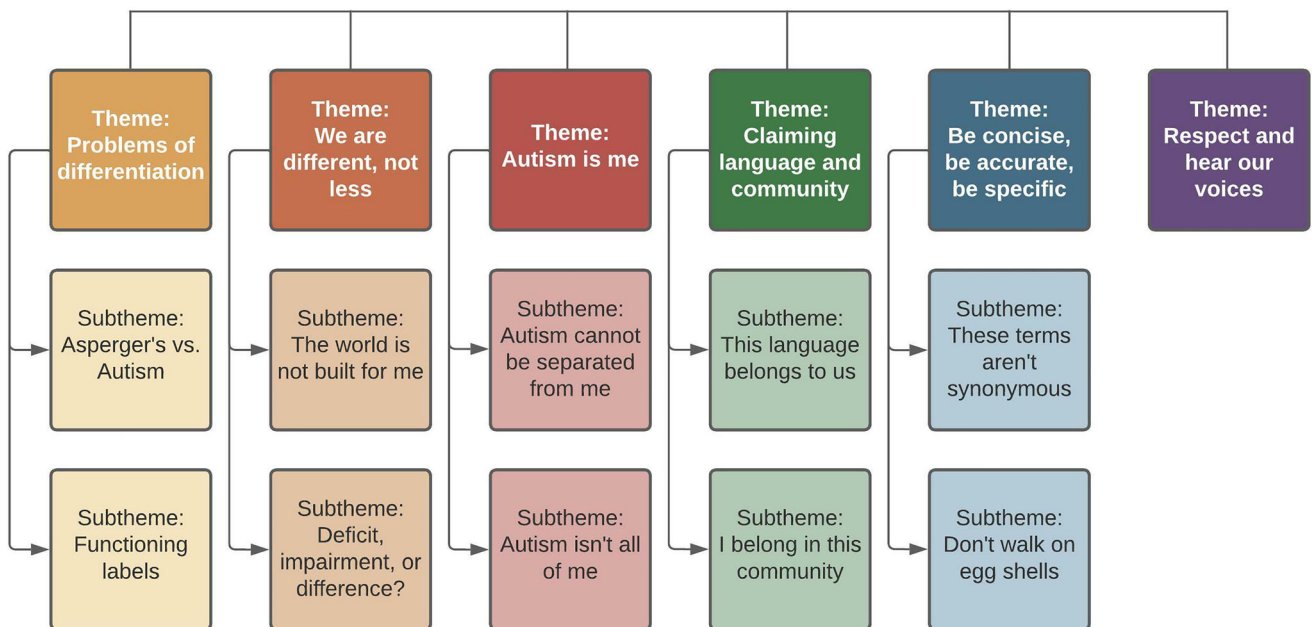 Theme:
Problems of
differentiation
Theme:
We are
different, not
less
Theme:
Autism is me
Theme:
Claiming
language and
community
Theme:
Be concise,
be accurate,
be specific
Theme:
Respect and
hear our
voices
Subtheme:
Asperger's vs.
Autism
Subtheme:
The world is
not built for me
Subtheme:
Autism cannot
be separated
from me
Subtheme:
This language
belongs to us
Subtheme:
These terms
aren't
synonymous
Subtheme:
Functioning
labels
Subtheme:
Deficit,
impairment, or
difference?
Subtheme:
Autism isn't all
of me
Subtheme:
I belong in this
community
Subtheme:
Don't walk on
egg shells